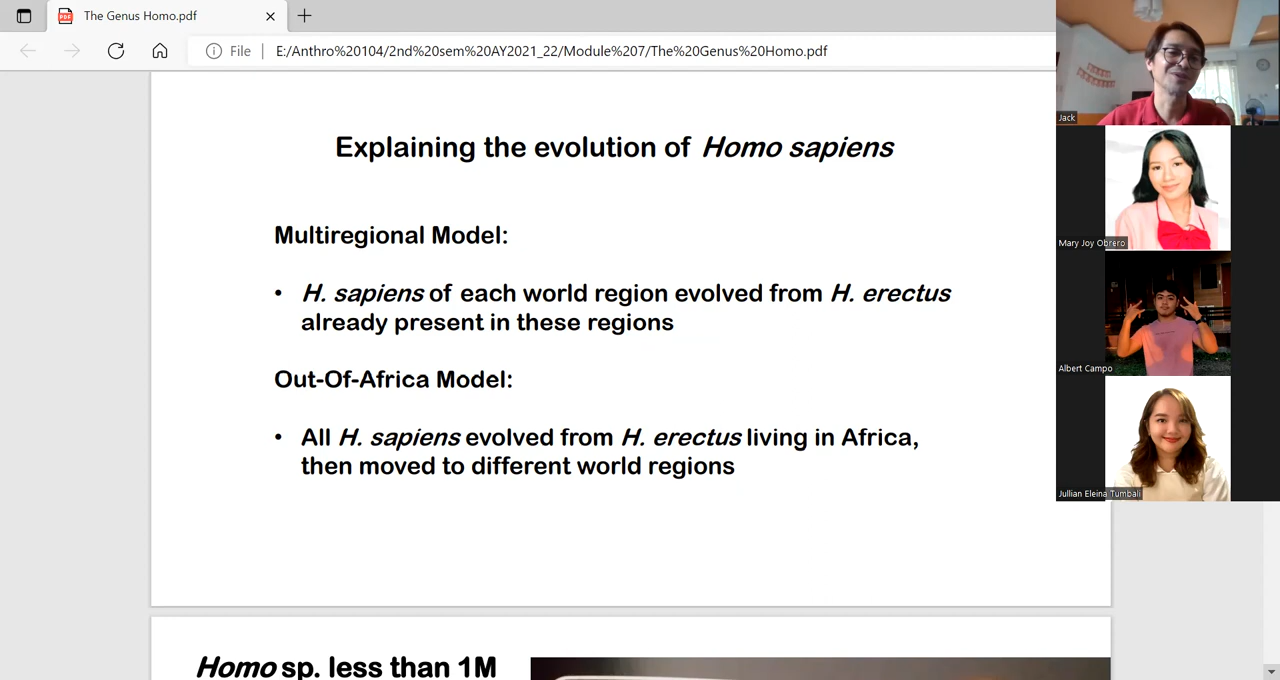 The Genus Homo.pdf
File
E:/Anthro%20104/2nd%20sem%20AY2021_22/Module%207/The%20Genus%20Homo.pdf
Explaining the evolution of Homo sapiens
Multiregional Model:
• H. sapiens of each world region evolved from H. erectus
already present in these regions
Out-Of-Africa Model:
• All H. sapiens evolved from H. erectus living in Africa,
then moved to different world regions
Homo sp. less than 1M
Jack
Mary Joy Obrero
Albert Campo
Jullian Eleina Tumbali